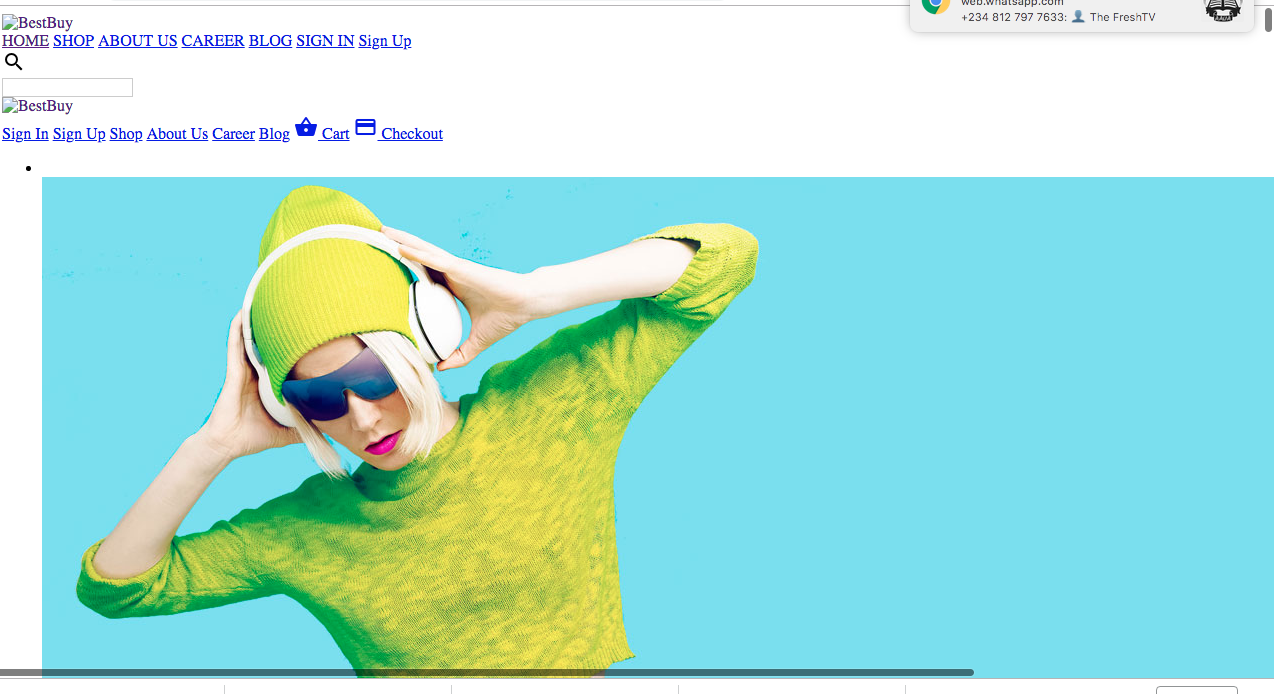 web.whatsapp.com
+234 812 797 7633: 👤 The FreshTV
BestBuy
HOME SHOP ABOUT US CAREER BLOG SIGN IN Sign Up
BestBuy
Sign In Sign Up Shop About Us Career Blog Cart Checkout